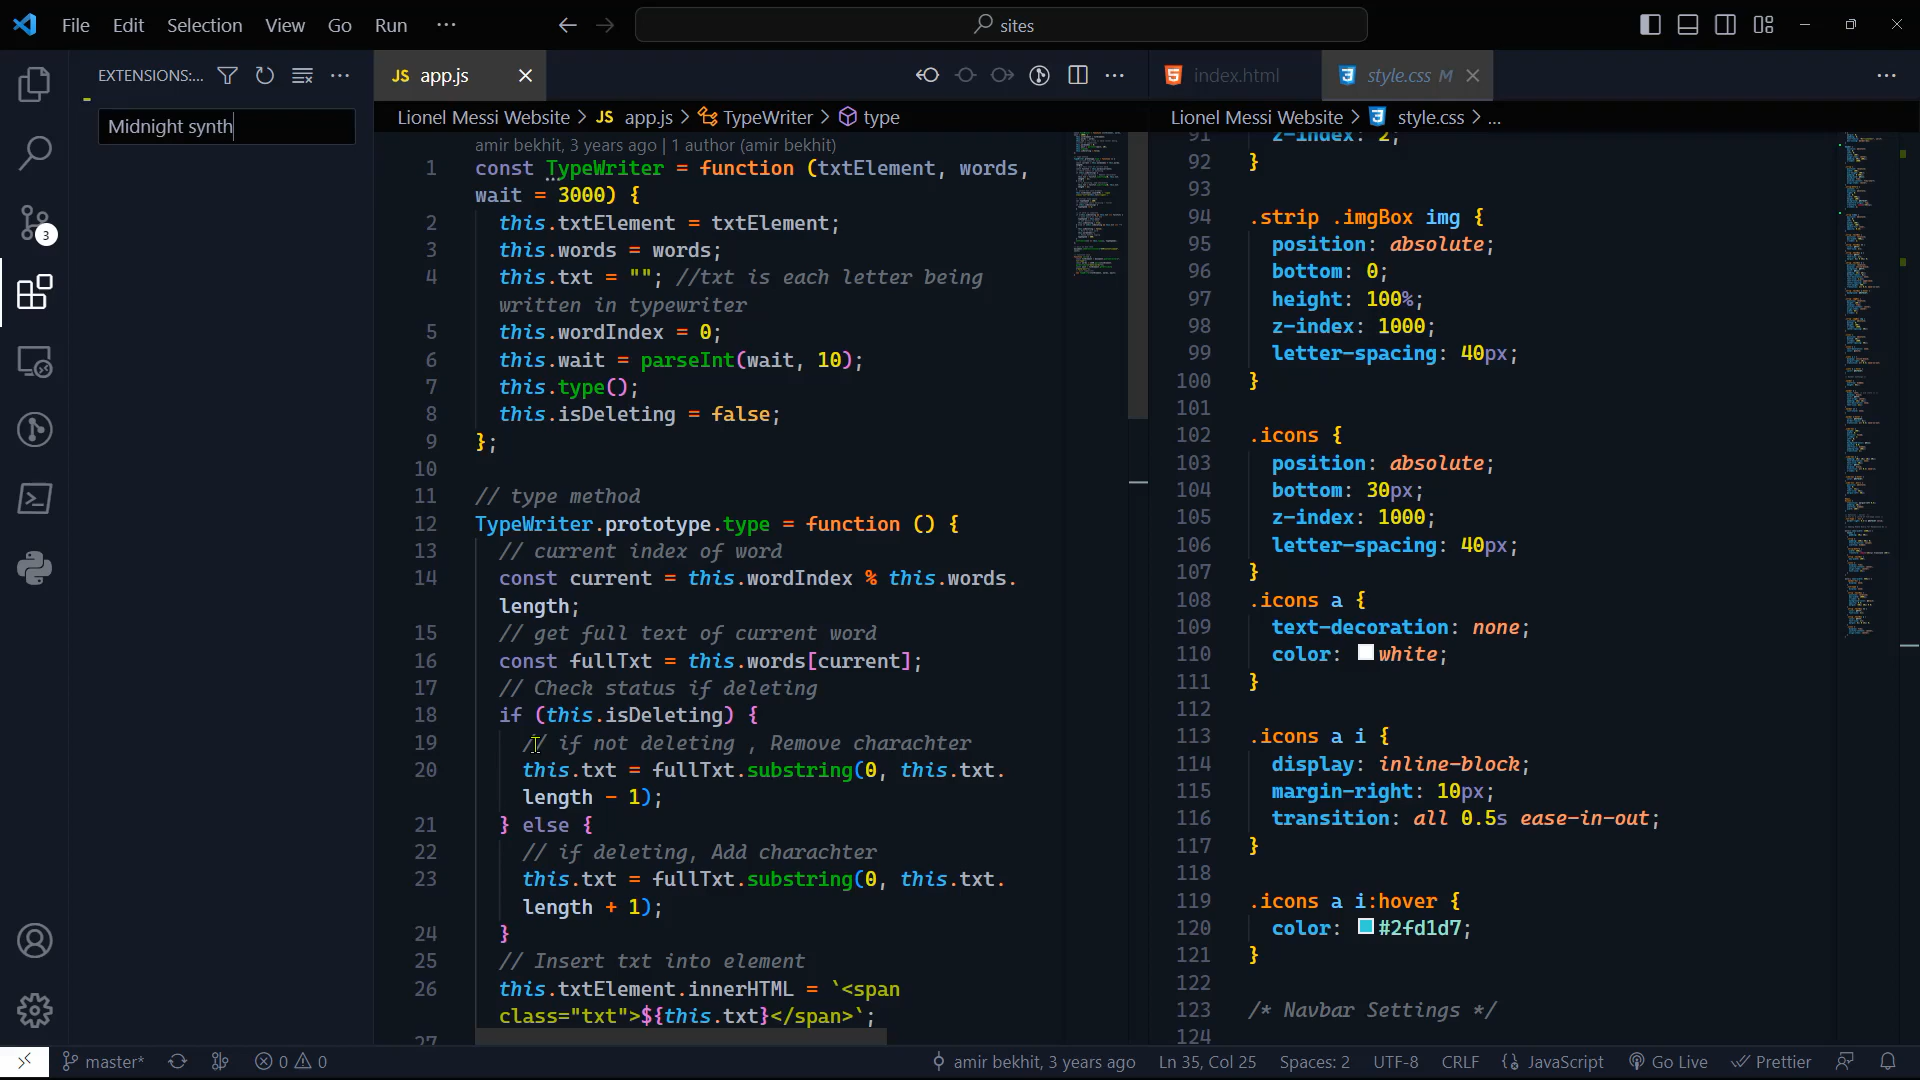 File Edit Selection View Go Run ···
sites
EXTENSIONS:...
Midnight synth
3
JS app.js
Lionel Messi Website > JS app.js > TypeWriter > type
amir bekhit, 3 years ago | 1 author (amir bekhit)
1 const TypeWriter = function (txtElement, words,
wait = 3000) {
2 this.txtElement = txtElement;
3 this.words = words;
4 this.txt = ""; //txt is each letter being
written in typewriter
5 this.wordIndex = 0;
6 this.wait = parseInt(wait, 10);
7 this.type();
8 this.isDeleting = false;
9 };
10
11 // type method
12 TypeWriter.prototype.type = function () {
13 // current index of word
14 const current = this.wordIndex % this.words.
length;
15 // get full text of current word
16 const fullTxt = this.words[current];
17 // Check status if deleting
18 if (this.isDeleting) {
19 // if not deleting , Remove charachter
20 this.txt = fullTxt.substring(0, this.txt.
length - 1);
21 } else {
22 // if deleting, Add charachter
23 this.txt = fullTxt.substring(0, this.txt.
length + 1);
24 }
25 // Insert txt into element
26 this.txtElement.innerHTML = `<span
class="txt">${this.txt}</span>`;
27
index.html
style.css M
Lionel Messi Website > style.css > ...
91 z-index: 2;
92 }
93
94 .strip .imgBox img {
95 position: absolute;
96 bottom: 0;
97 height: 100%;
98 z-index: 1000;
99 letter-spacing: 40px;
100 }
101
102 .icons {
103 position: absolute;
104 bottom: 30px;
105 z-index: 1000;
106 letter-spacing: 40px;
107 }
108 .icons a {
109 text-decoration: none;
110 color: white;
111 }
112
113 .icons a i {
114 display: inline-block;
115 margin-right: 10px;
116 transition: all 0.5s ease-in-out;
117 }
118
119 .icons a i:hover {
120 color: #2fd1d7;
121 }
122
123 /* Navbar Settings */
124
master* 0 0 amir bekhit, 3 years ago Ln 35, Col 25 Spaces: 2 UTF-8 CRLF {} JavaScript Go Live Prettier